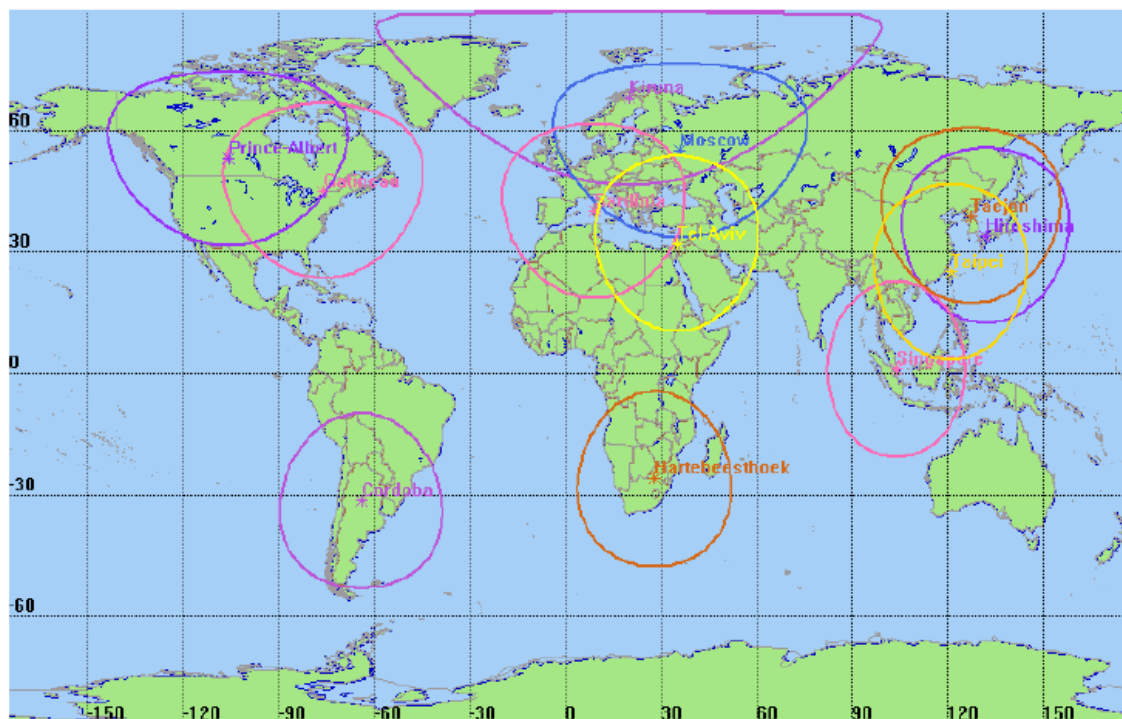 Kiruna
60
Moscow
Prince-Albert
Gatineau
Taejon
Hiroshima
30
Tel-Aviv
Taipei
0
Singapore
Hartebeesthoek
-30
Cordoba
-60
-150 -120 -90 -60 0 30 60 90 120 150